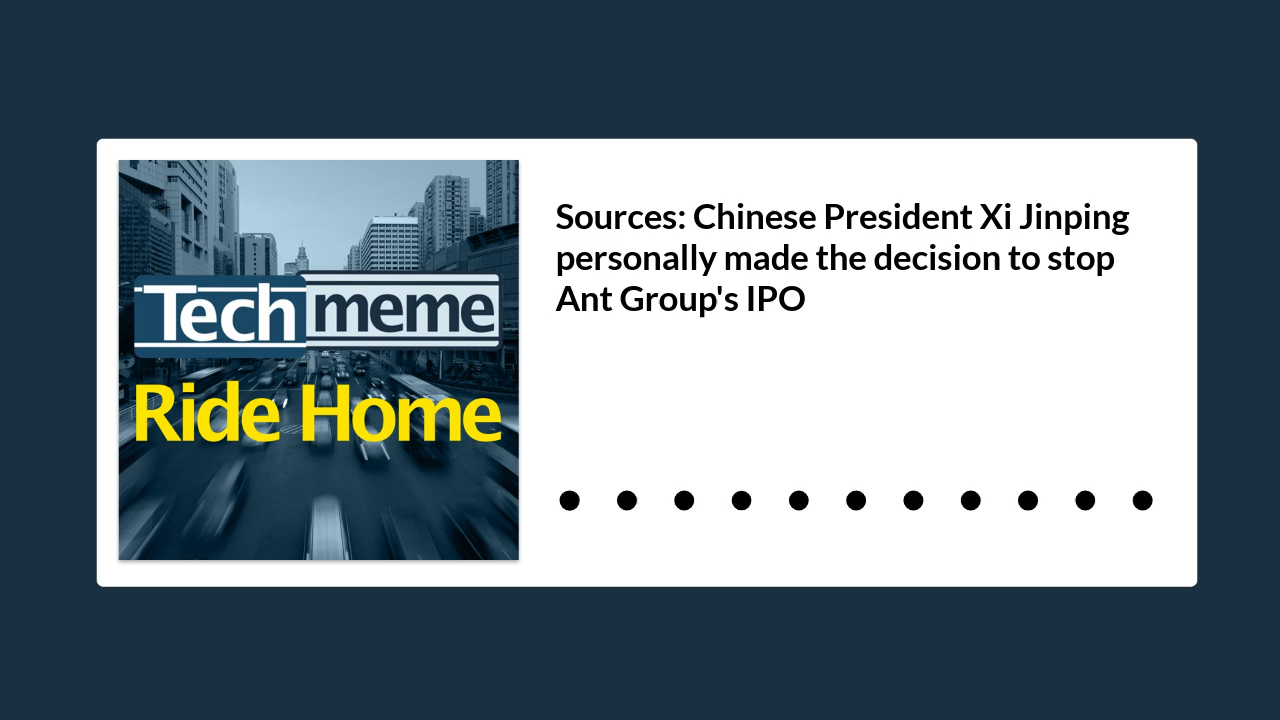 Techmeme
Ride Home
Sources: Chinese President Xi Jinping
personally made the decision to stop
Ant Group's IPO